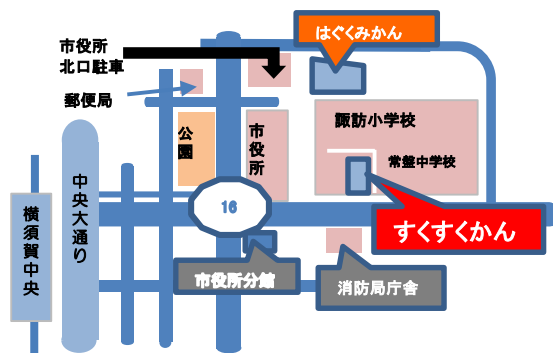 はぐくみかん
市役所
北口駐車
郵便局
公園
市役所
諏訪小学校
常盤中学校
中央大通り
横須賀中央
16
すくすくかん
市役所分館
消防局庁舎